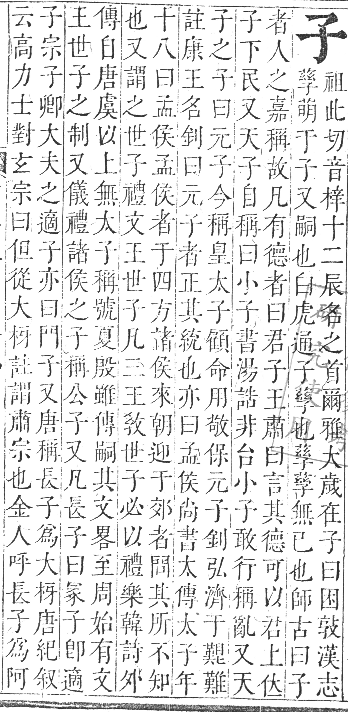 子
祖此切音梓十二辰名之首爾雅太歲在子曰困敦漢志
孳萌于子又嗣也白虎通子孳也孳孳無已也師古曰子
者人之嘉稱故凡有德者曰君子王肅曰言其德可以君上位
子下民又天子自稱曰小子書湯誥非台小子敢行稱亂又天
子之子曰元子今稱皇太子顧命用敬保元子釗弘濟于艱難
註康王名釗曰元子者正其統也亦曰孟侯尚書太傳太子年
十八曰孟侯孟侯者于四方諸侯來朝迎于郊者問其所不知
也又謂之世子禮文王世子凡三王敎世子必以禮樂韓詩外
傳自唐虞以上無太子稱號夏殷雖傳嗣其文畧至周始有文
王世子之制又儀禮諸侯之子稱公子又凡長子曰冢子卽適
子宗子卿大夫之適子亦曰門子又唐稱長子爲大枒唐紀叙
云高力士對玄宗曰但從大枒註謂肅宗也金人呼長子爲阿